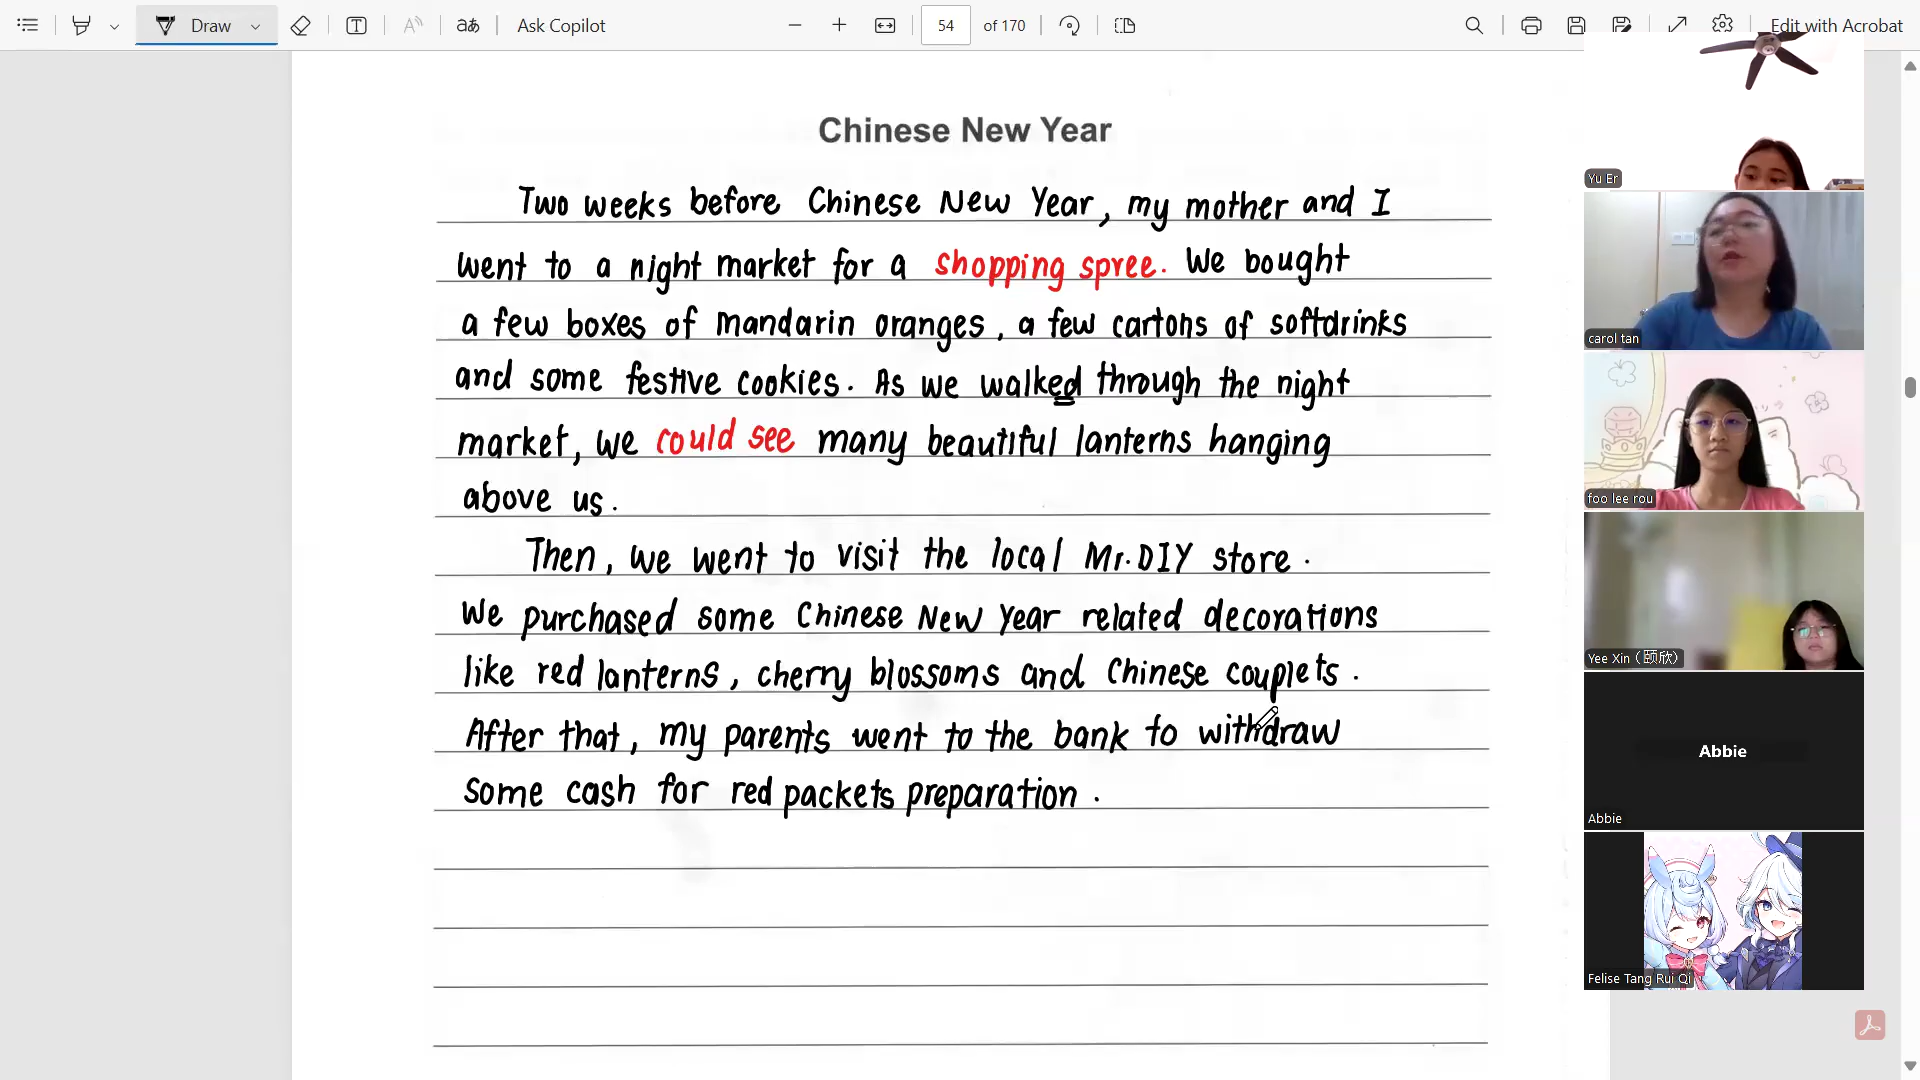 Draw
Ask Copilot
54 of 170
Edit with Acrobat
Chinese New Year
Two weeks before Chinese New Year, my mother and I
went to a night market for a shopping spree. We bought
a few boxes of mandarin oranges, a few cartons of softdrinks
and some festive cookies. As we walked through the night
market, we could see many beautiful lanterns hanging
above us.
Then, we went to visit the local Mr.DIY store.
We purchased some Chinese New Year related decorations
like red lanterns, cherry blossoms and Chinese couplets.
After that, my parents went to the bank to withdraw
some cash for red packets preparation.
Yu Er
carol tan
foo lee rou
Yee Xin (颐欣)
Abbie
Abbie
Felise Tang Rui Qi